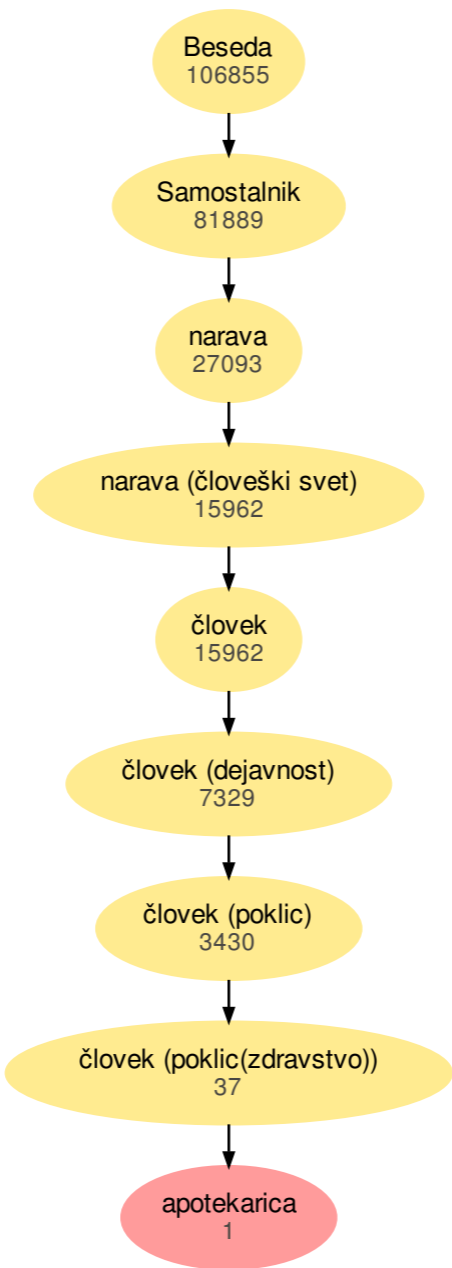 Beseda
106855
Samostalnik
81889
narava
27093
narava (človeški svet)
15962
človek
15962
človek (dejavnost)
7329
človek (poklic)
3430
človek (poklic(zdravstvo))
37
apotekarica
1